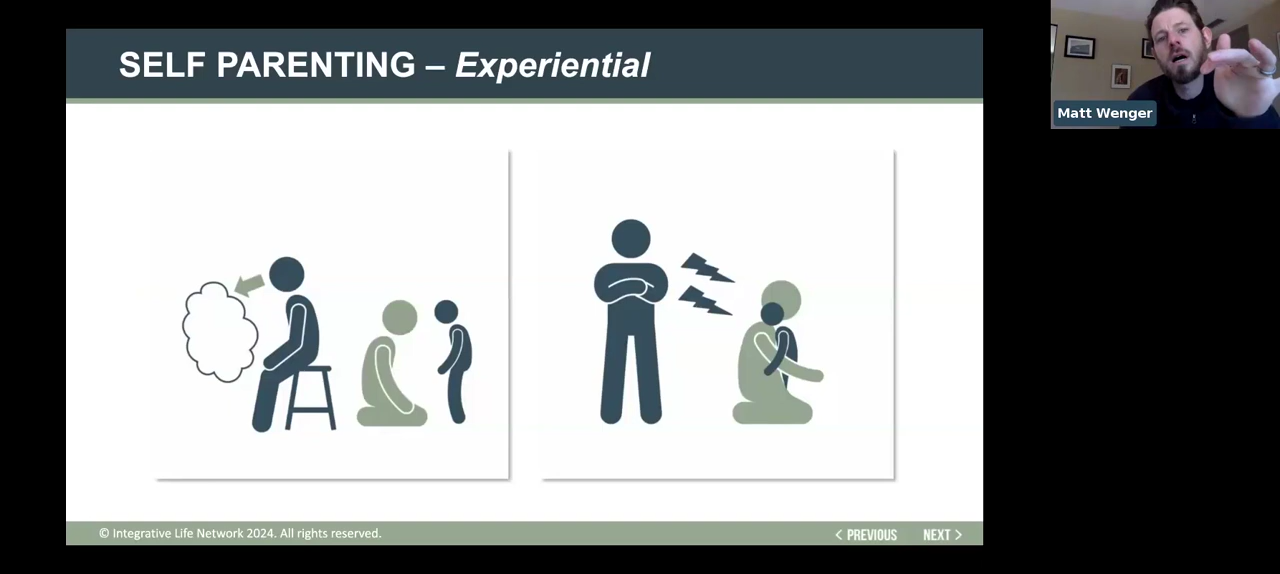 SELF PARENTING – Experiential
Matt Wenger
© Integrative Life Network 2024. All rights reserved.
< PREVIOUS
NEXT >